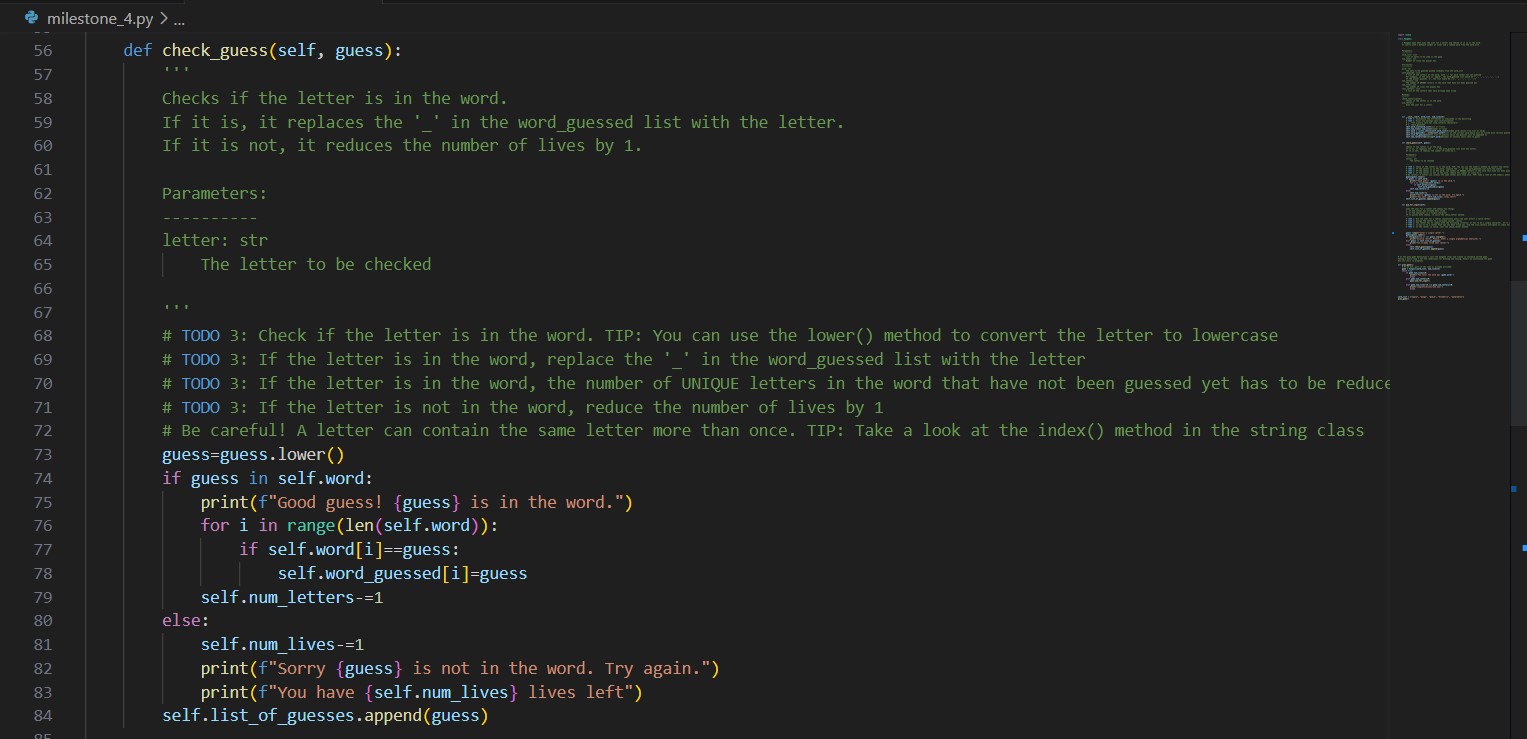 milestone_4.py > ...
56 def check_guess(self, guess):
57 '''
58 Checks if the letter is in the word.
59 If it is, it replaces the '_' in the word_guessed list with the letter.
60 If it is not, it reduces the number of lives by 1.
61
62 Parameters:
63 ----------
64 letter: str
65 The letter to be checked
66
67 '''
68 # TODO 3: Check if the letter is in the word. TIP: You can use the lower() method to convert the letter to lowercase
69 # TODO 3: If the letter is in the word, replace the '_' in the word_guessed list with the letter
70 # TODO 3: If the letter is in the word, the number of UNIQUE letters in the word that have not been guessed yet has to be reduce
71 # TODO 3: If the letter is not in the word, reduce the number of lives by 1
72 # Be careful! A letter can contain the same letter more than once. TIP: Take a look at the index() method in the string class
73 guess=guess.lower()
74 if guess in self.word:
75 print(f"Good guess! {guess} is in the word.")
76 for i in range(len(self.word)):
77 if self.word[i]==guess:
78 self.word_guessed[i]=guess
79 self.num_letters-=1
80 else:
81 self.num_lives-=1
82 print(f"Sorry {guess} is not in the word. Try again.")
83 print(f"You have {self.num_lives} lives left")
84 self.list_of_guesses.append(guess)